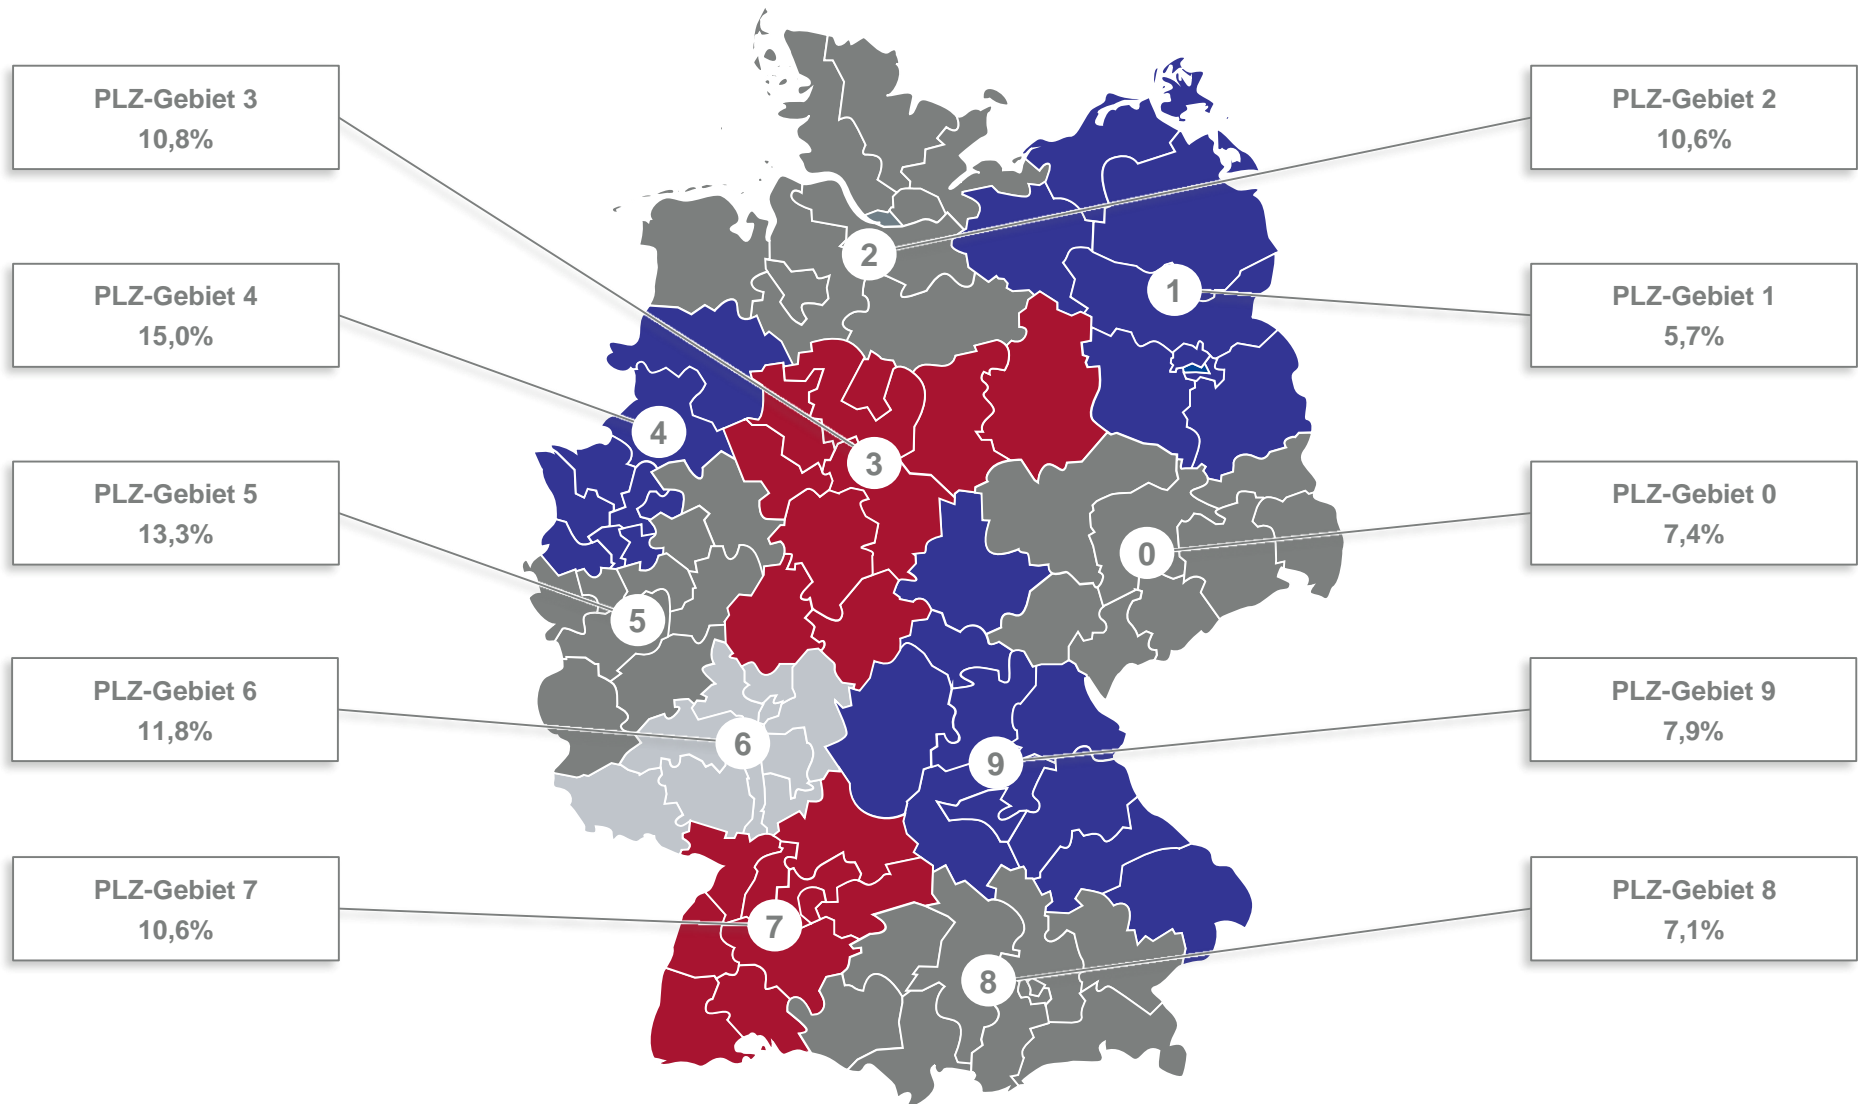 PLZ-Gebiet 3
10,8%
PLZ-Gebiet 4
15,0%
PLZ-Gebiet 5
13,3%
PLZ-Gebiet 6
11,8%
PLZ-Gebiet 7
10,6%
2
1
4
3
0
5
6
9
7
8
PLZ-Gebiet 2
10,6%
PLZ-Gebiet 1
5,7%
PLZ-Gebiet 0
7,4%
PLZ-Gebiet 9
7,9%
PLZ-Gebiet 8
7,1%